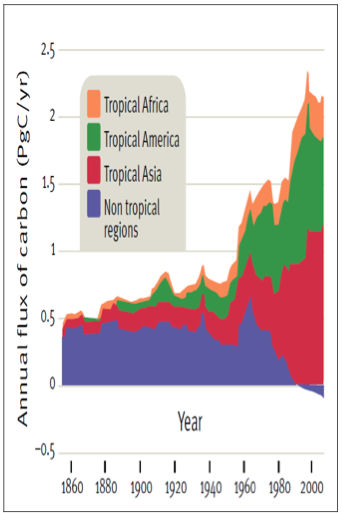 Annual flux of carbon (PgC/yr)
2.5
2
1.5
1
0.5
0
−0.5
Tropical Africa
Tropical America
Tropical Asia
Non tropical
regions
Year
1860 1880 1900 1920 1940 1960 1980 2000